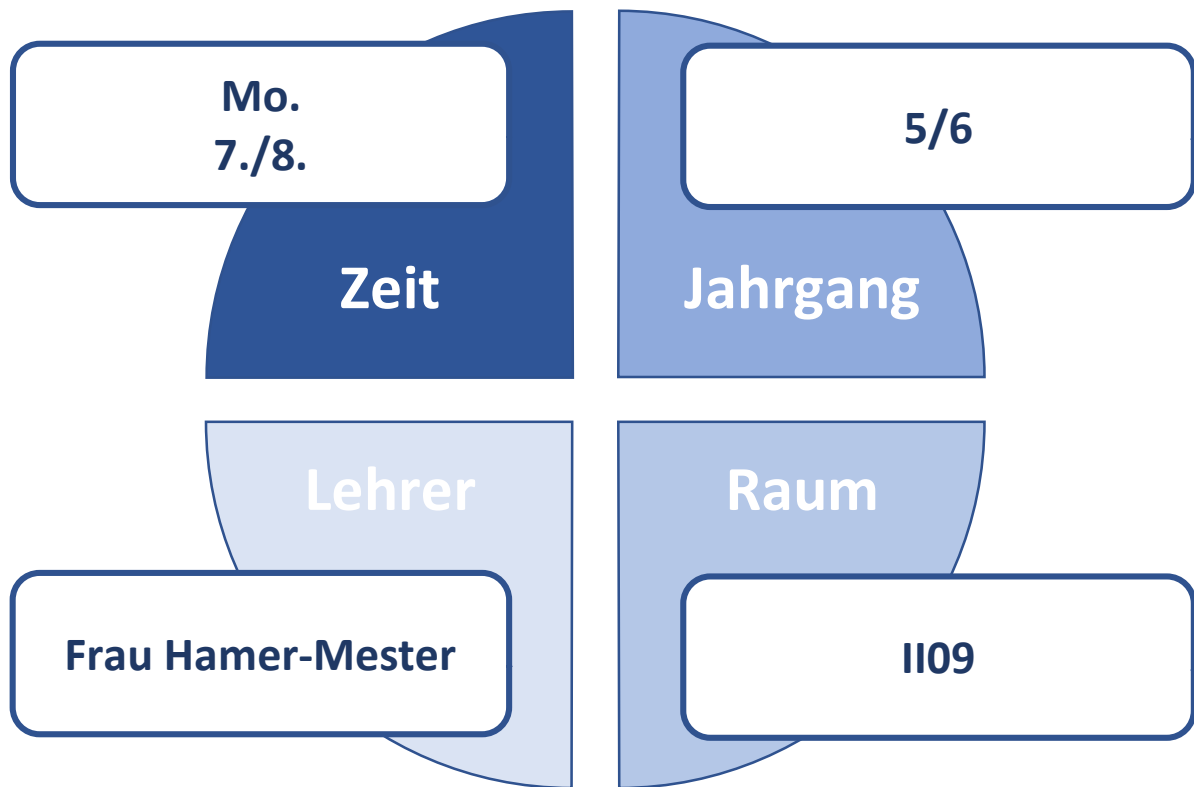 Mo.
7./8.
5/6
Zeit
Jahrgang
Lehrer
Raum
Frau Hamer-Mester
II09